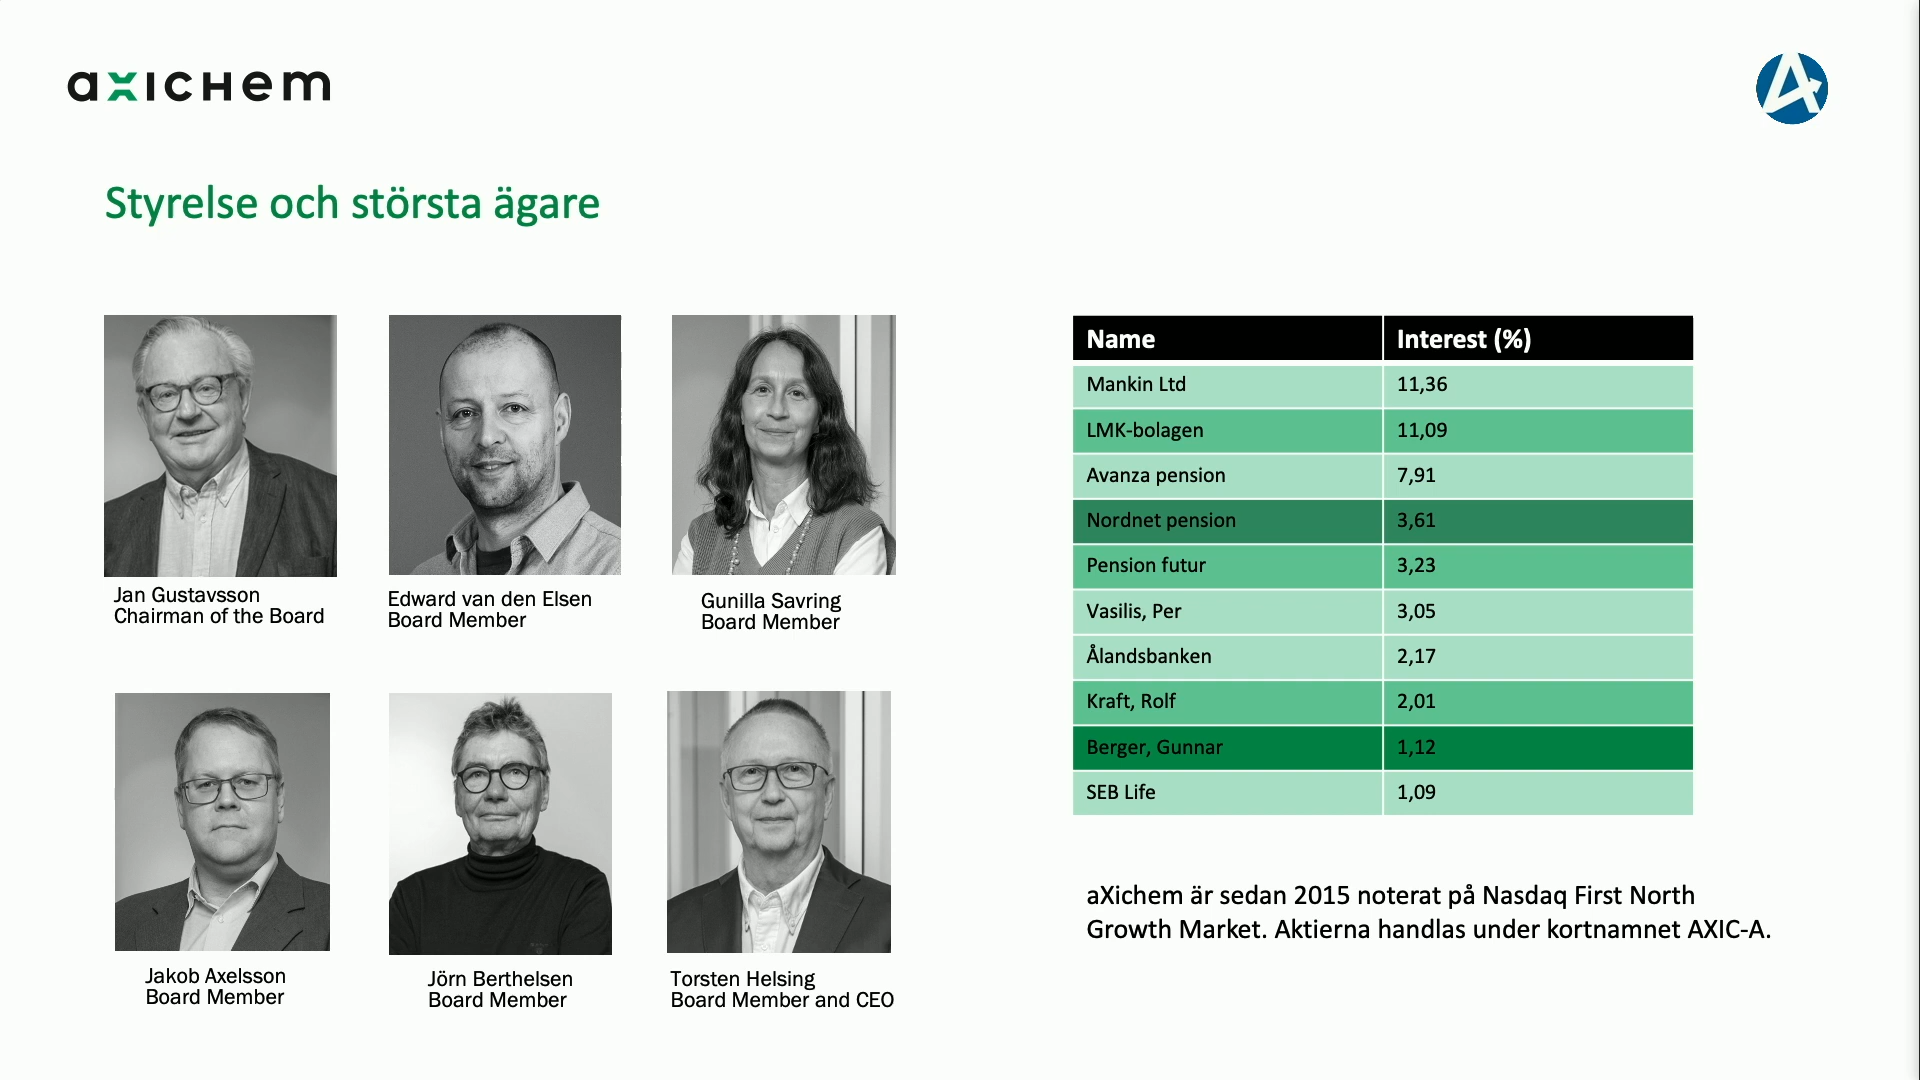 axichem
Styrelse och största ägare
Jan Gustavsson
Chairman of the Board
Edward van den Elsen
Board Member
Gunilla Savring
Board Member
Jakob Axelsson
Board Member
Jörn Berthelsen
Board Member
Torsten Helsing
Board Member and CEO
Name Interest (%)
Mankin Ltd 11,36
LMK-bolagen 11,09
Avanza pension 7,91
Nordnet pension 3,61
Pension futur 3,23
Vasilis, Per 3,05
Ålandsbanken 2,17
Kraft, Rolf 2,01
Berger, Gunnar 1,12
SEB Life 1,09
aXichem är sedan 2015 noterat på Nasdaq First North
Growth Market. Aktierna handlas under kortnamnet AXIC-A.